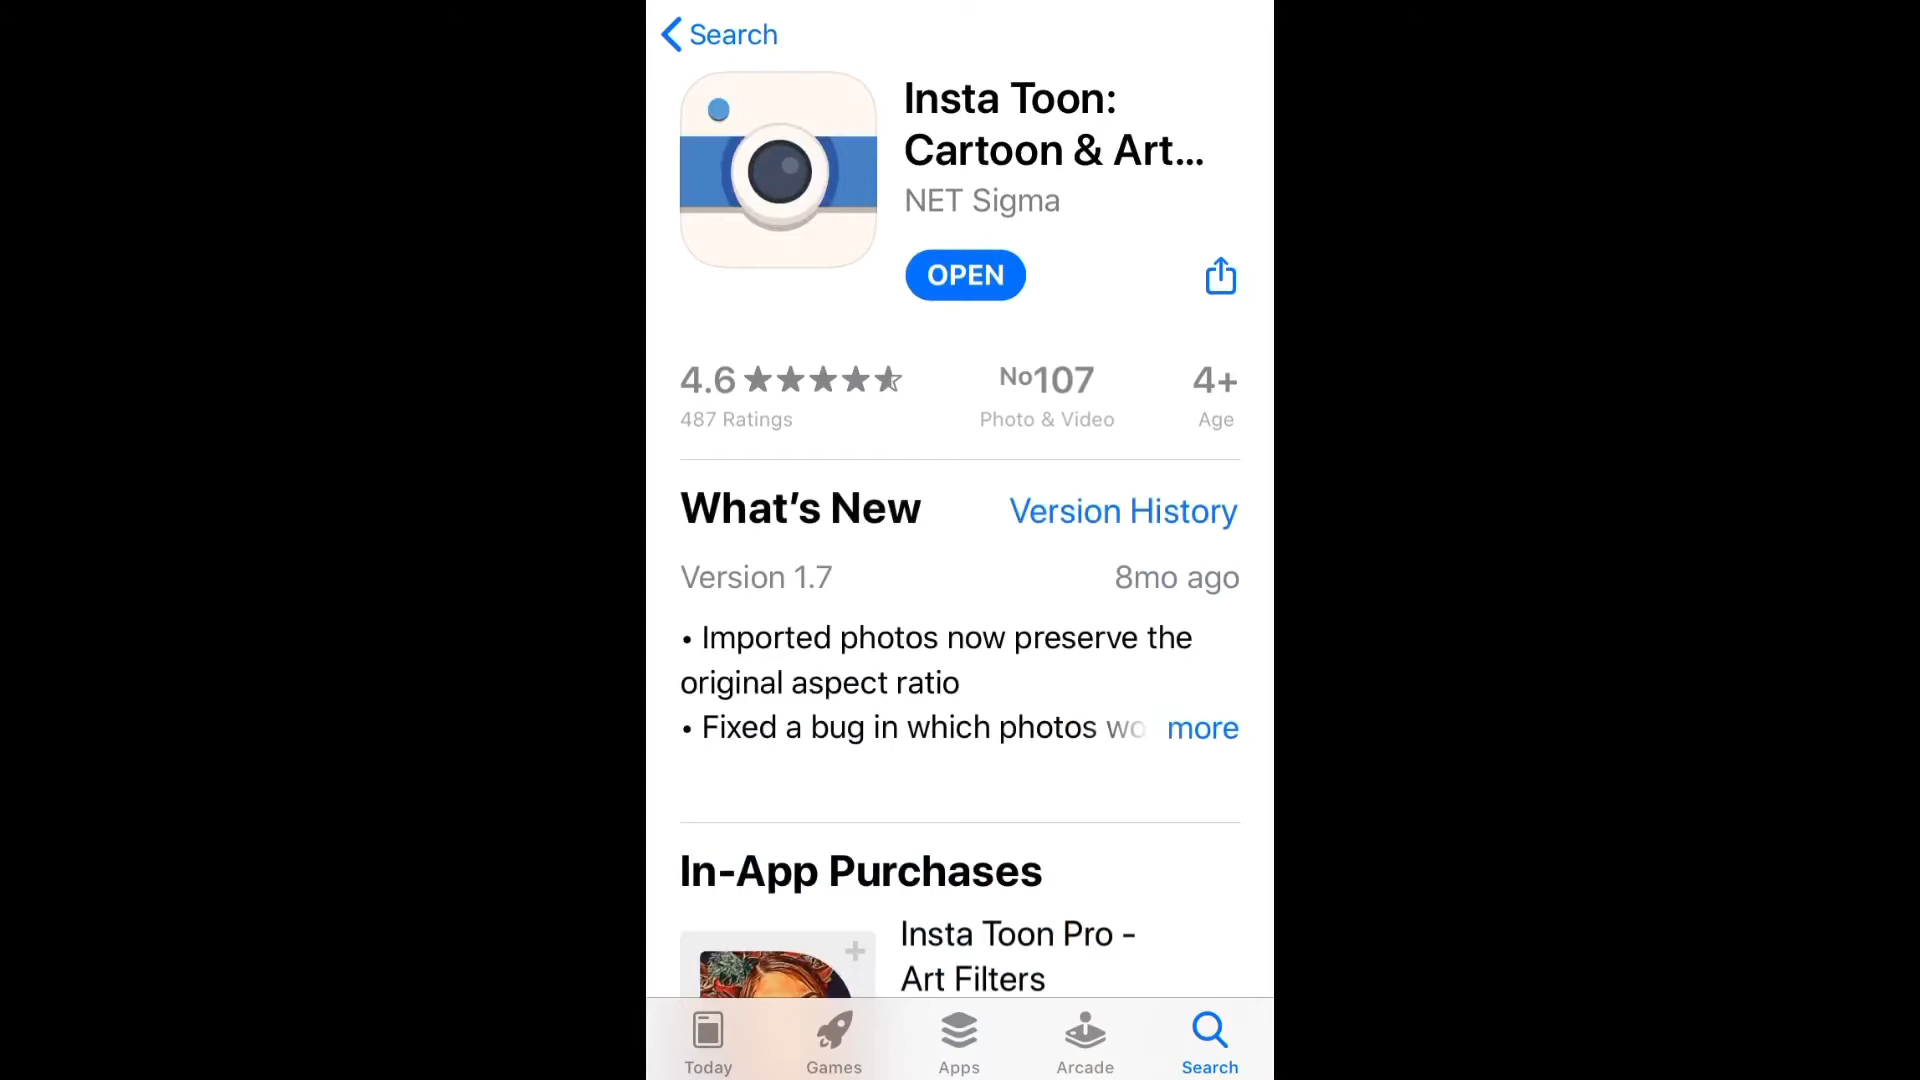 Search
Insta Toon:
Cartoon & Art...
NET Sigma
OPEN
4.6
No107
4+
487 Ratings
Photo & Video
Age
What's New
Version History
Version 1.7
8mo ago
• Imported photos now preserve the
original aspect ratio
• Fixed a bug in which photos
more
In-App Purchases
Insta Toon Pro -
Art Filters
Today
Games
Apps
Arcade
Search